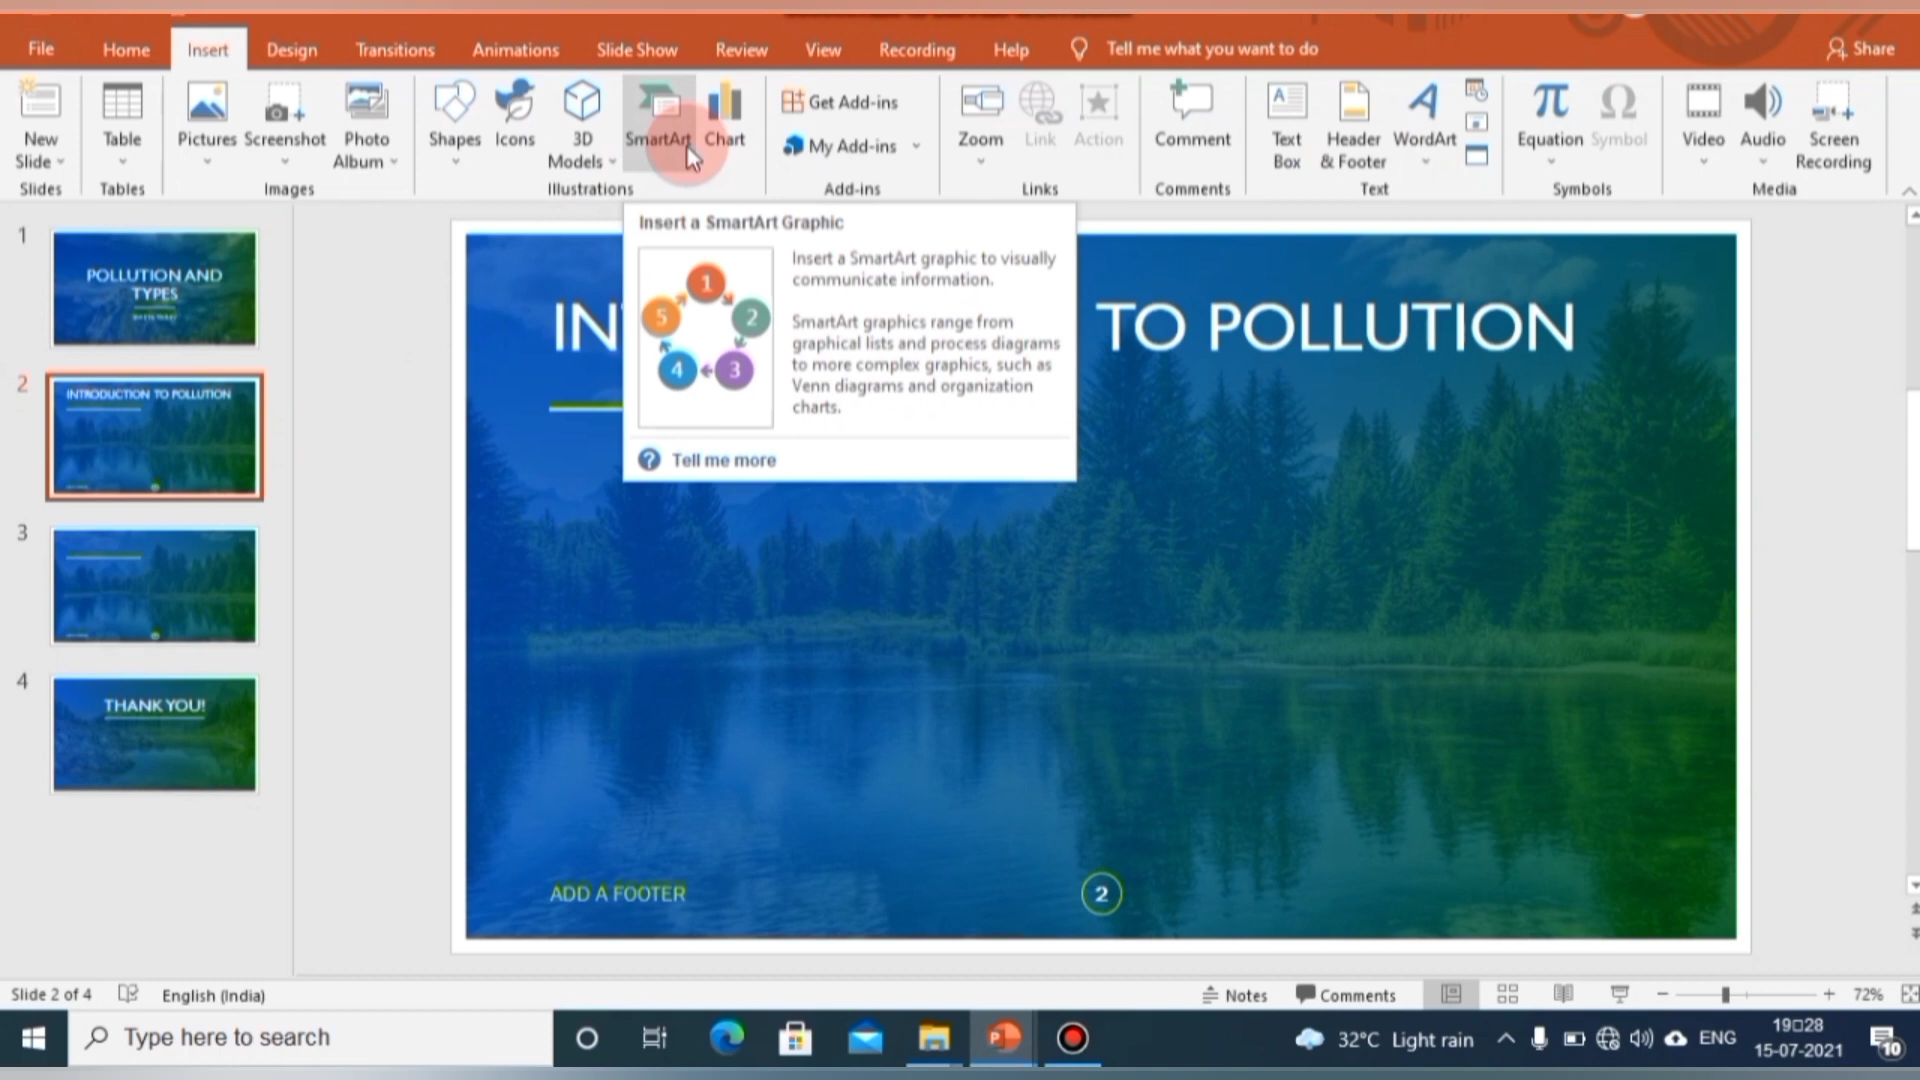 File Home Insert Design Transitions Animations Slide Show Review View Recording Help Tell me what you want to do Share
New Slide Table Pictures Screenshot Photo Album Shapes Icons 3D Models SmartArt Chart Get Add-ins My Add-ins Zoom Link Action Comment Text Box Header & Footer WordArt Equation Symbol Video Audio Screen Recording
Slides Tables Images Illustrations Add-ins Links Comments Text Symbols Media
1
POLLUTION AND
TYPES
2
INTRODUCTION TO POLLUTION
3
4
THANK YOU!
Insert a SmartArt Graphic
1
5 2
4 3
Insert a SmartArt graphic to visually
communicate information.
SmartArt graphics range from
graphical lists and process diagrams
to more complex graphics, such as
Venn diagrams and organization
charts.
? Tell me more
IN TO POLLUTION
ADD A FOOTER
2
Slide 2 of 4 English (India) Notes Comments 72%
Type here to search 32°C Light rain ENG 19□28
15-07-2021
10